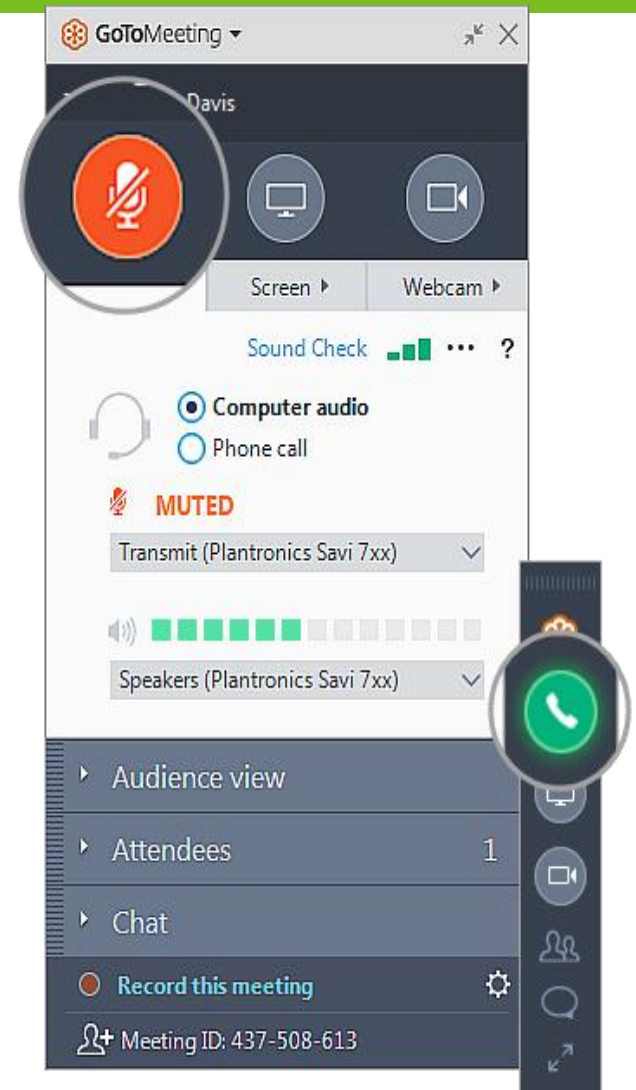 GoToMeeting
Davis
Screen
Webcam
Sound Check ... ?
Computer audio
Phone call
MUTED
Transmit (Plantronics Savi 7xx)
Speakers (Plantronics Savi 7xx)
Audience view
Attendees 1
Chat
Record this meeting
Meeting ID: 437-508-613